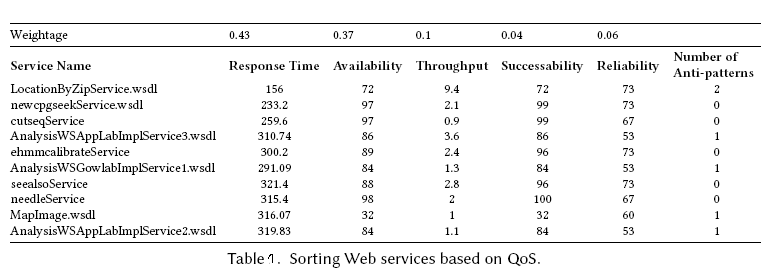 Weightage 0.43 0.37 0.1 0.04 0.06
Service Name Response Time Availability Throughput Successability Reliability Number of Anti-patterns
LocationByZipService.wsdl 156 72 9.4 72 73 2
newcpgseekService.wsdl 233.2 97 2.1 99 73 0
cutseqService 259.6 97 0.9 99 67 0
AnalysisWSAppLabImplService3.wsdl 310.74 86 3.6 86 53 1
ehmmcalibrateService 300.2 89 2.4 96 73 0
AnalysisWSGowlabImplService1.wsdl 291.09 84 1.3 84 53 1
seealsoService 321.4 88 2.8 96 73 0
needleService 315.4 98 2 100 67 0
MapImage.wsdl 316.07 32 1 32 60 1
AnalysisWSAppLabImplService2.wsdl 319.83 84 1.1 84 53 1
Table 1. Sorting Web services based on QoS.